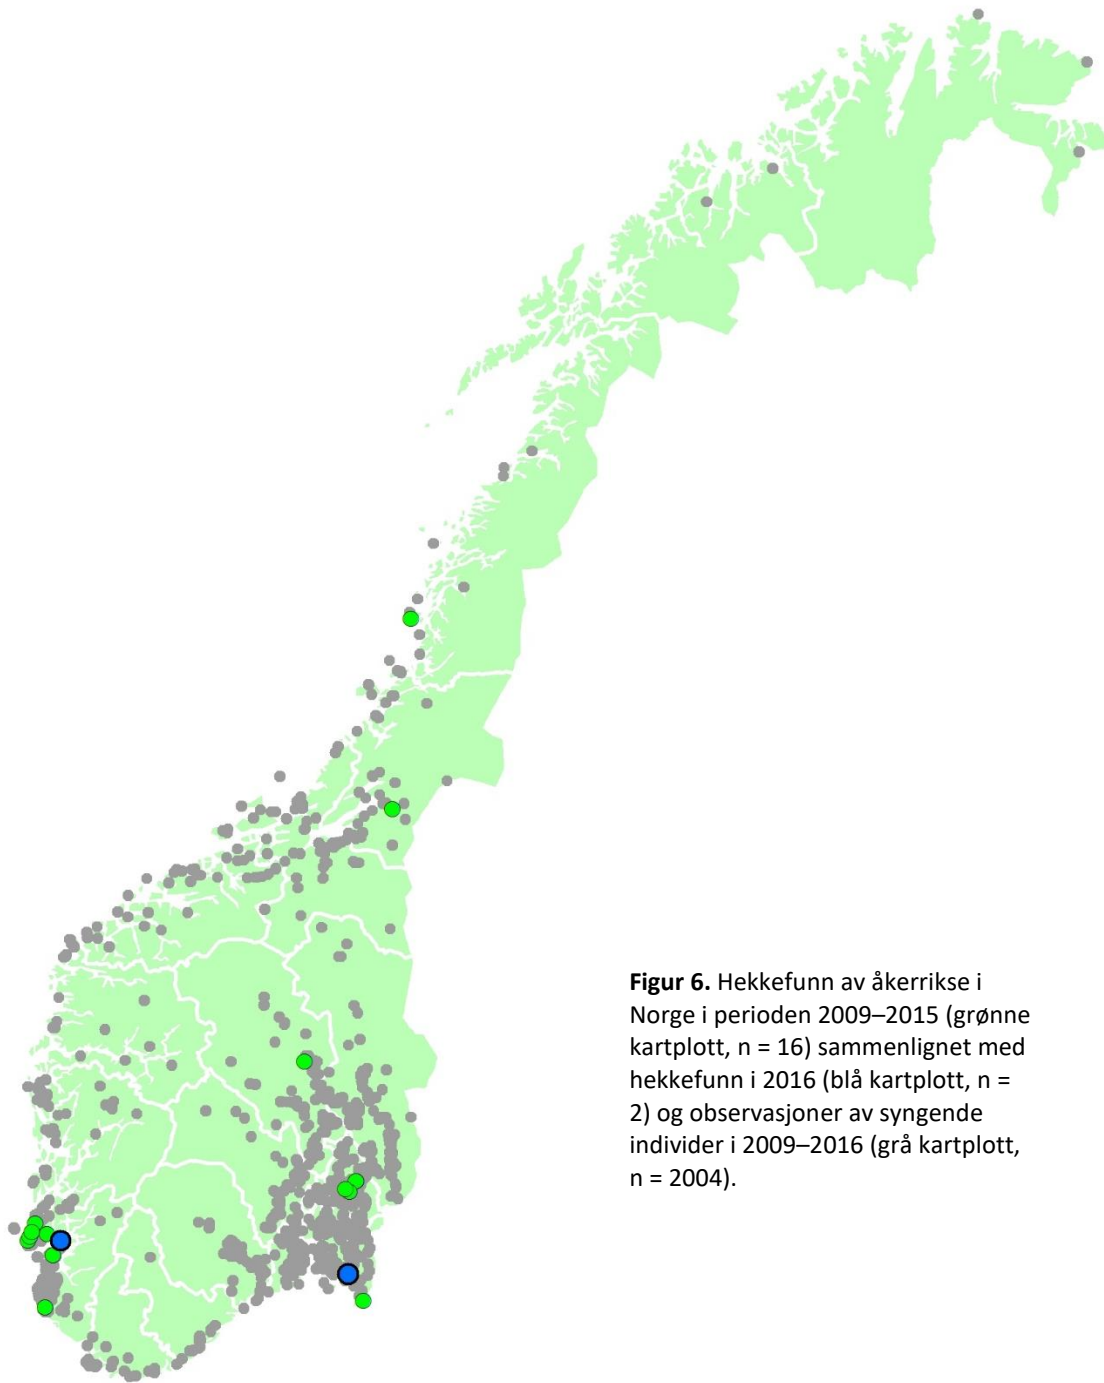 Figur 6. Hekkefunn av åkerrikse i
Norge i perioden 2009–2015 (grønne
kartplott, n = 16) sammenlignet med
hekkefunn i 2016 (blå kartplott, n =
2) og observasjoner av syngende
individer i 2009–2016 (grå kartplott,
n = 2004).